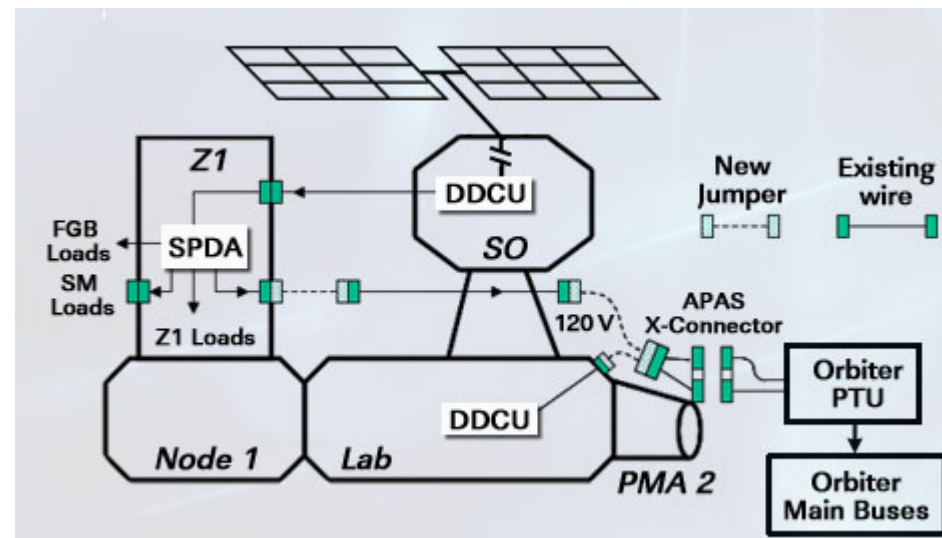 Z1
New
Jumper
Existing
wire
DDCU
FGB
Loads
SPDA
SO
SM
Loads
Z1 Loads
120 V
APAS
X-Connector
Orbiter
PTU
DDCU
Node 1
Lab
PMA 2
Orbiter
Main Buses